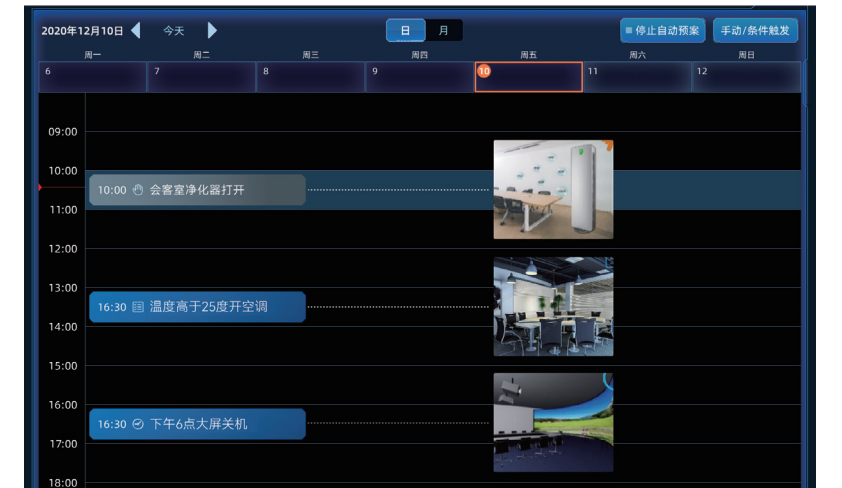 2020年12月10日 今天 日 月 停止自动预案 手动/条件触发
周一 周二 周三 周四 周五 周六 周日
6 7 8 9 10 11 12
09:00
10:00
10:00 会客室净化器打开
11:00
12:00
13:00
16:30 温度高于25度开空调
14:00
15:00
16:00
16:30 下午6点大屏关机
17:00
18:00